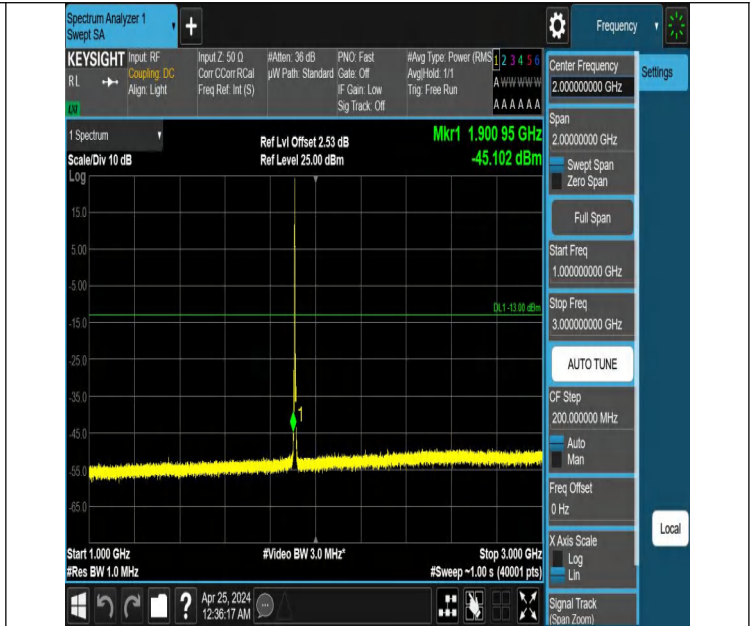 Spectrum Analyzer 1
Swept SA
+
Frequency
KEYSIGHT
RL
LXI
Input: RF
Coupling: DC
Align: Light
Input Z: 50 Ω
Corr CCorr RCal
Freq Ref: Int (S)
#Atten: 36 dB
µW Path: Standard
PNO: Fast
Gate: Off
IF Gain: Low
Sig Track: Off
#Avg Type: Power (RMS
Avg|Hold: 1/1
Trig: Free Run
1 2 3 4 5 6
A W W W W W
A A A A A A
1 Spectrum
Scale/Div 10 dB
Log
Ref Lvl Offset 2.53 dB
Ref Level 25.00 dBm
Mkr1 1.900 95 GHz
-45.102 dBm
15.0
5.00
-5.00
DL1 -13.00 dBm
-15.0
-25.0
-35.0
1
-45.0
-55.0
-65.0
Start 1.000 GHz
#Res BW 1.0 MHz
#Video BW 3.0 MHz*
Stop 3.000 GHz
#Sweep ~1.00 s (40001 pts)
?
Apr 25, 2024
12:36:17 AM
Center Frequency
2.000000000 GHz
Settings
Span
2.00000000 GHz
Swept Span
Zero Span
Full Span
Start Freq
1.000000000 GHz
Stop Freq
3.000000000 GHz
AUTO TUNE
CF Step
200.000000 MHz
Auto
Man
Freq Offset
0 Hz
X Axis Scale
Log
Lin
Local
Signal Track
(Span Zoom)